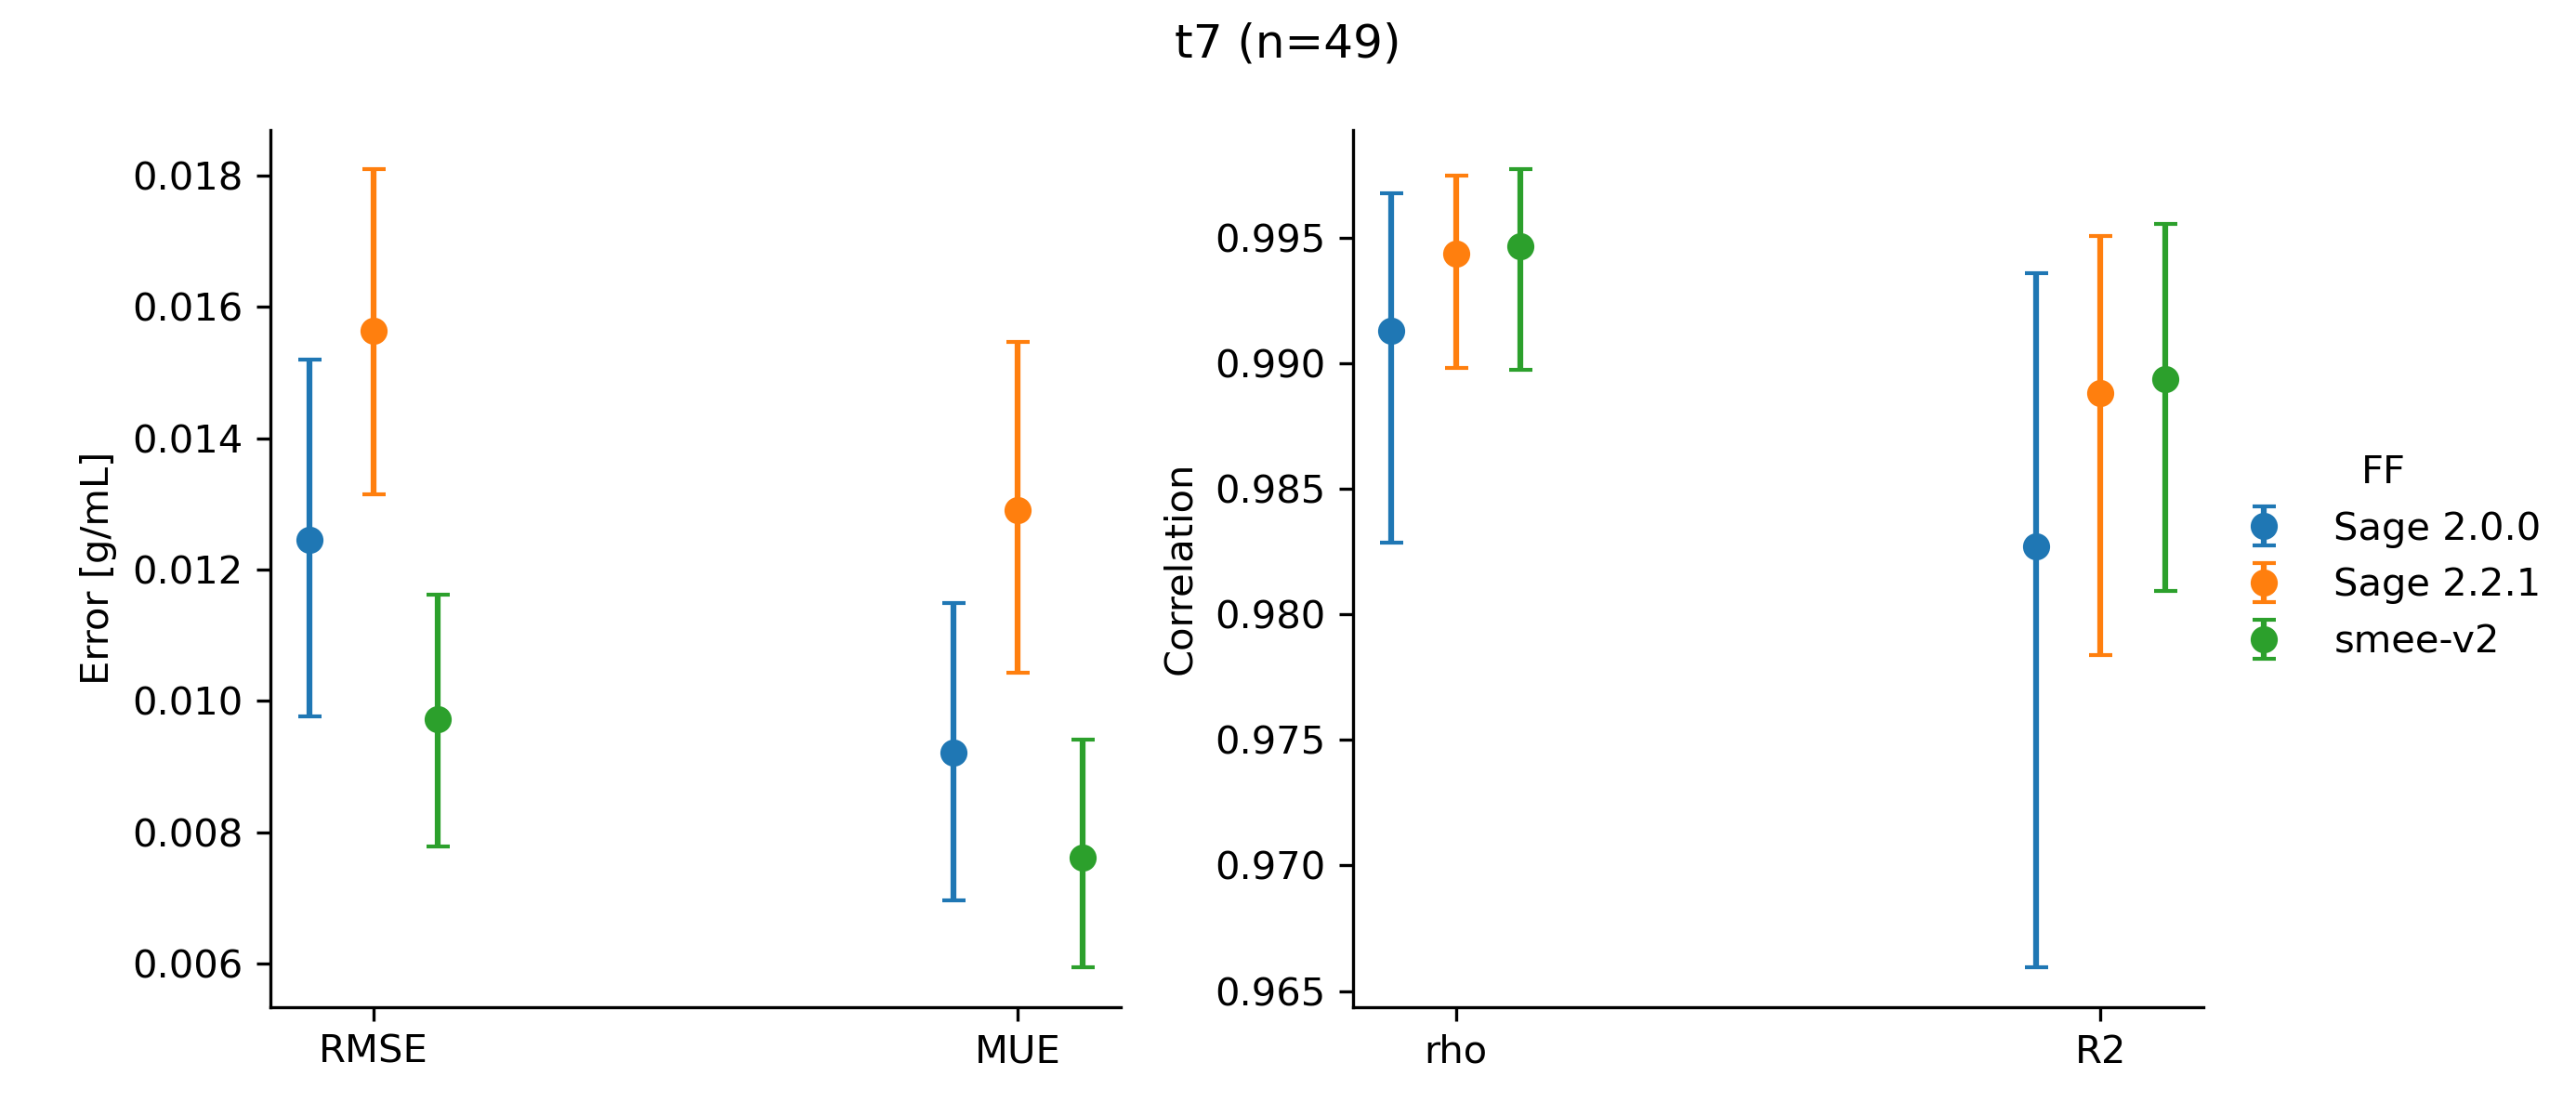 t7 (n=49)
Error [g/mL]
0.018
0.016
0.014
0.012
0.010
0.008
0.006
RMSE
MUE
Correlation
0.995
0.990
0.985
0.980
0.975
0.970
0.965
rho
R2
FF
Sage 2.0.0
Sage 2.2.1
smee-v2